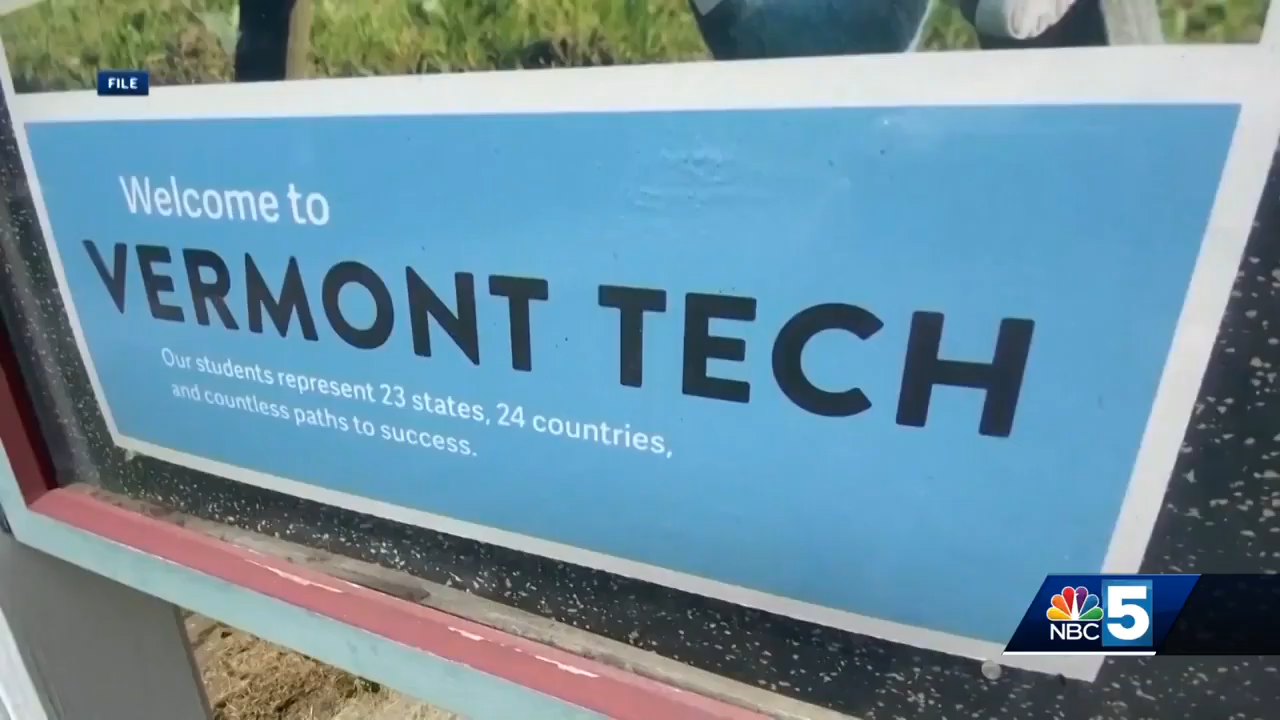 FILE
Welcome to
VERMONT TECH
Our students represent 23 states, 24 countries,
and countless paths to success.
NBC 5